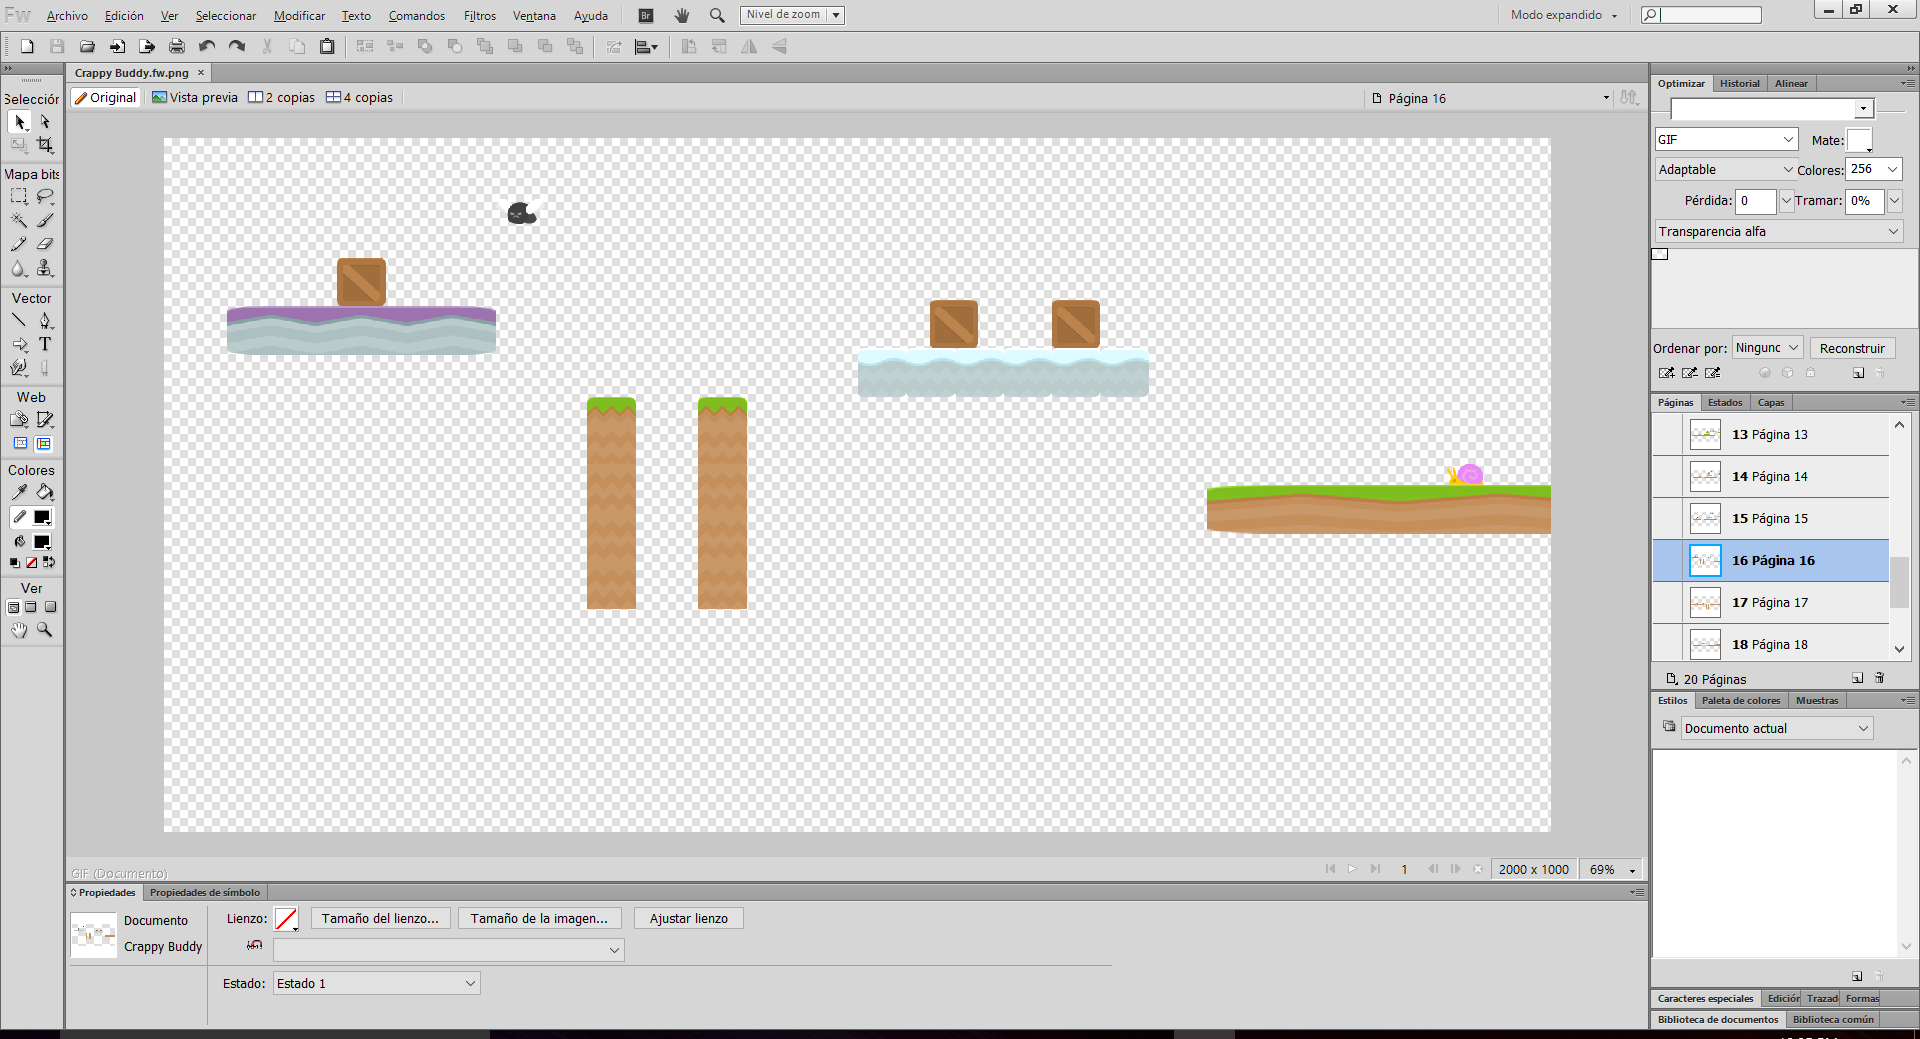 Fw Archivo Edición Ver Seleccionar Modificar Texto Comandos Filtros Ventana Ayuda Br Nivel de zoom Modo expandido
Crappy Buddy.fw.png ×
Original Vista previa 2 copias 4 copias Página 16
Selección
Mapa bits
Vector
T
Web
Colores
Ver
Optimizar Historial Alinear
GIF Mate:
Adaptable Colores: 256
Pérdida: 0 Tramar: 0%
Transparencia alfa
Ordenar por: Ningunc Reconstruir
Páginas Estados Capas
13 Página 13
14 Página 14
15 Página 15
16 Página 16
17 Página 17
18 Página 18
20 Páginas
Estilos Paleta de colores Muestras
Documento actual
Caracteres especiales Edición Trazad Formas
Biblioteca de documentos Biblioteca común
GIF (Documento) 1 2000 x 1000 69%
Propiedades Propiedades de símbolo
Documento
Crappy Buddy
Lienzo: Tamaño del lienzo... Tamaño de la imagen... Ajustar lienzo
Estado: Estado 1